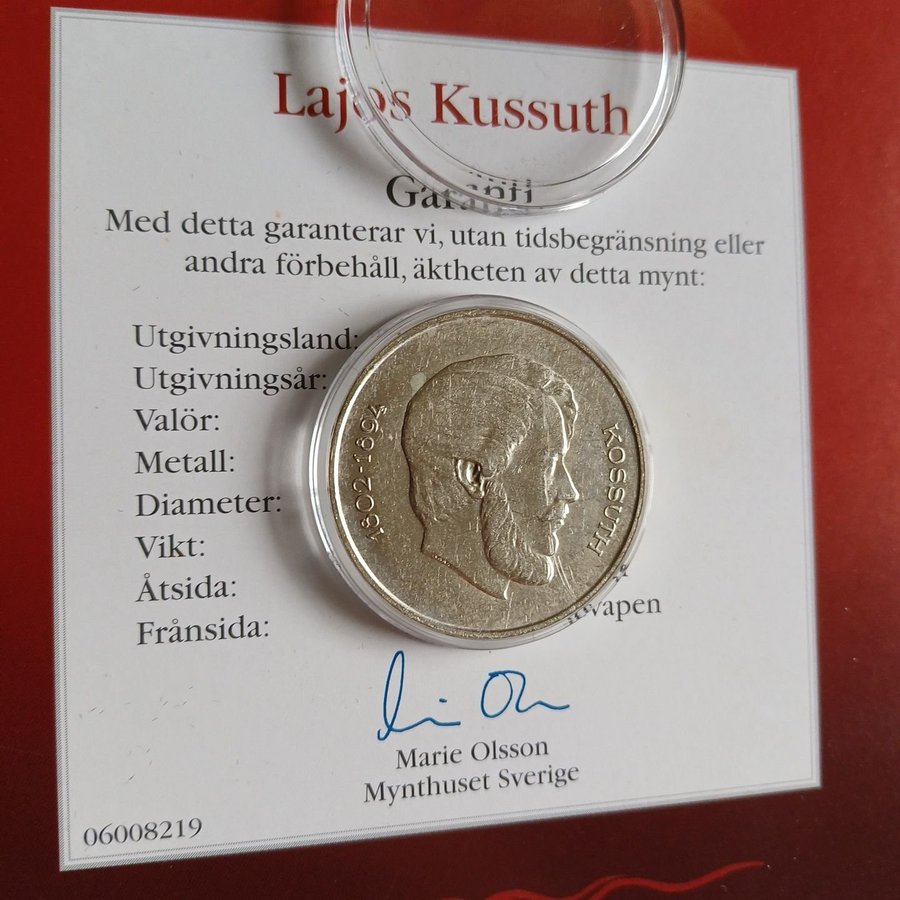 Lajos Kussuth
Garanti
Med detta garanterar vi, utan tidsbegränsning eller
andra förbehåll, äktheten av detta mynt:
Utgivningsland:
Utgivningsår:
Valör:
Metall:
Diameter:
Vikt:
Åtsida:
Frånsida:
1802-1894
KOSSUTH
Marie Olsson
Mynthuset Sverige
06008219